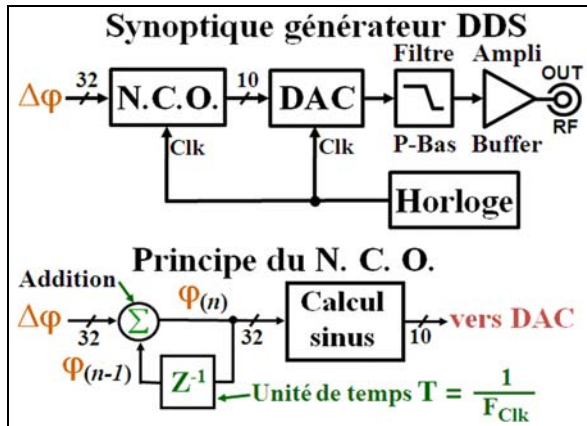 Synoptique générateur DDS
Filtre Ampli
Δφ 32 N.C.O. 10 DAC OUT
Clk Clk P-Bas Buffer RF
Horloge
Principe du N. C. O.
Addition
Δφ 32 Σ φ(n) 32 Calcul sinus 10 vers DAC
φ(n-1) Z-1
Unité de temps T = 1 / FClk